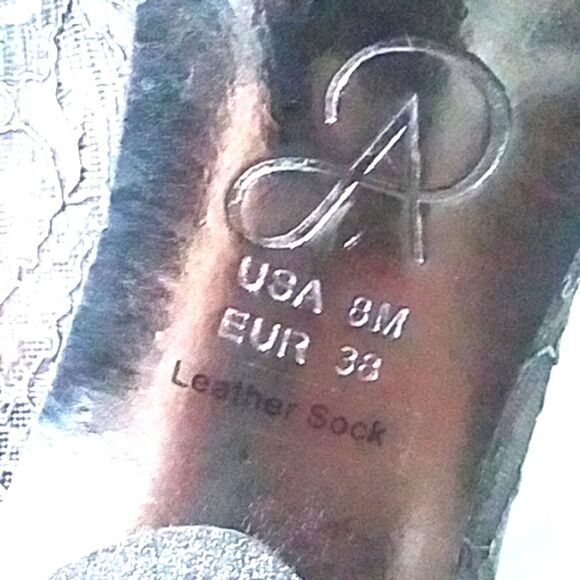 A
USA 8M
EUR 38
Leather Sock